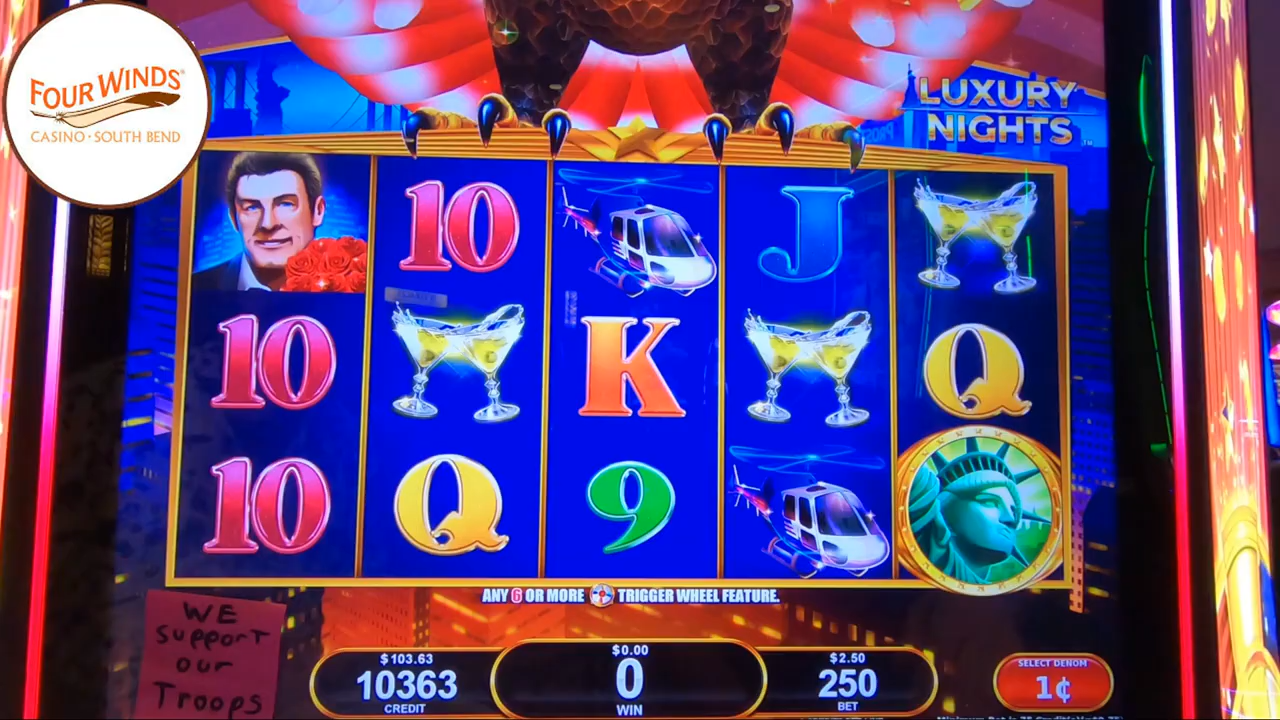 FOUR WINDS®
CASINO · SOUTH BEND
LUXURY
NIGHTS™
10
J
10
K
Q
10
Q
9
ANY 6 OR MORE TRIGGER WHEEL FEATURE.
WE
support
our
Troops
$103.63
10363
CREDIT
$0.00
0
WIN
$2.50
250
BET
SELECT DENOM
1¢